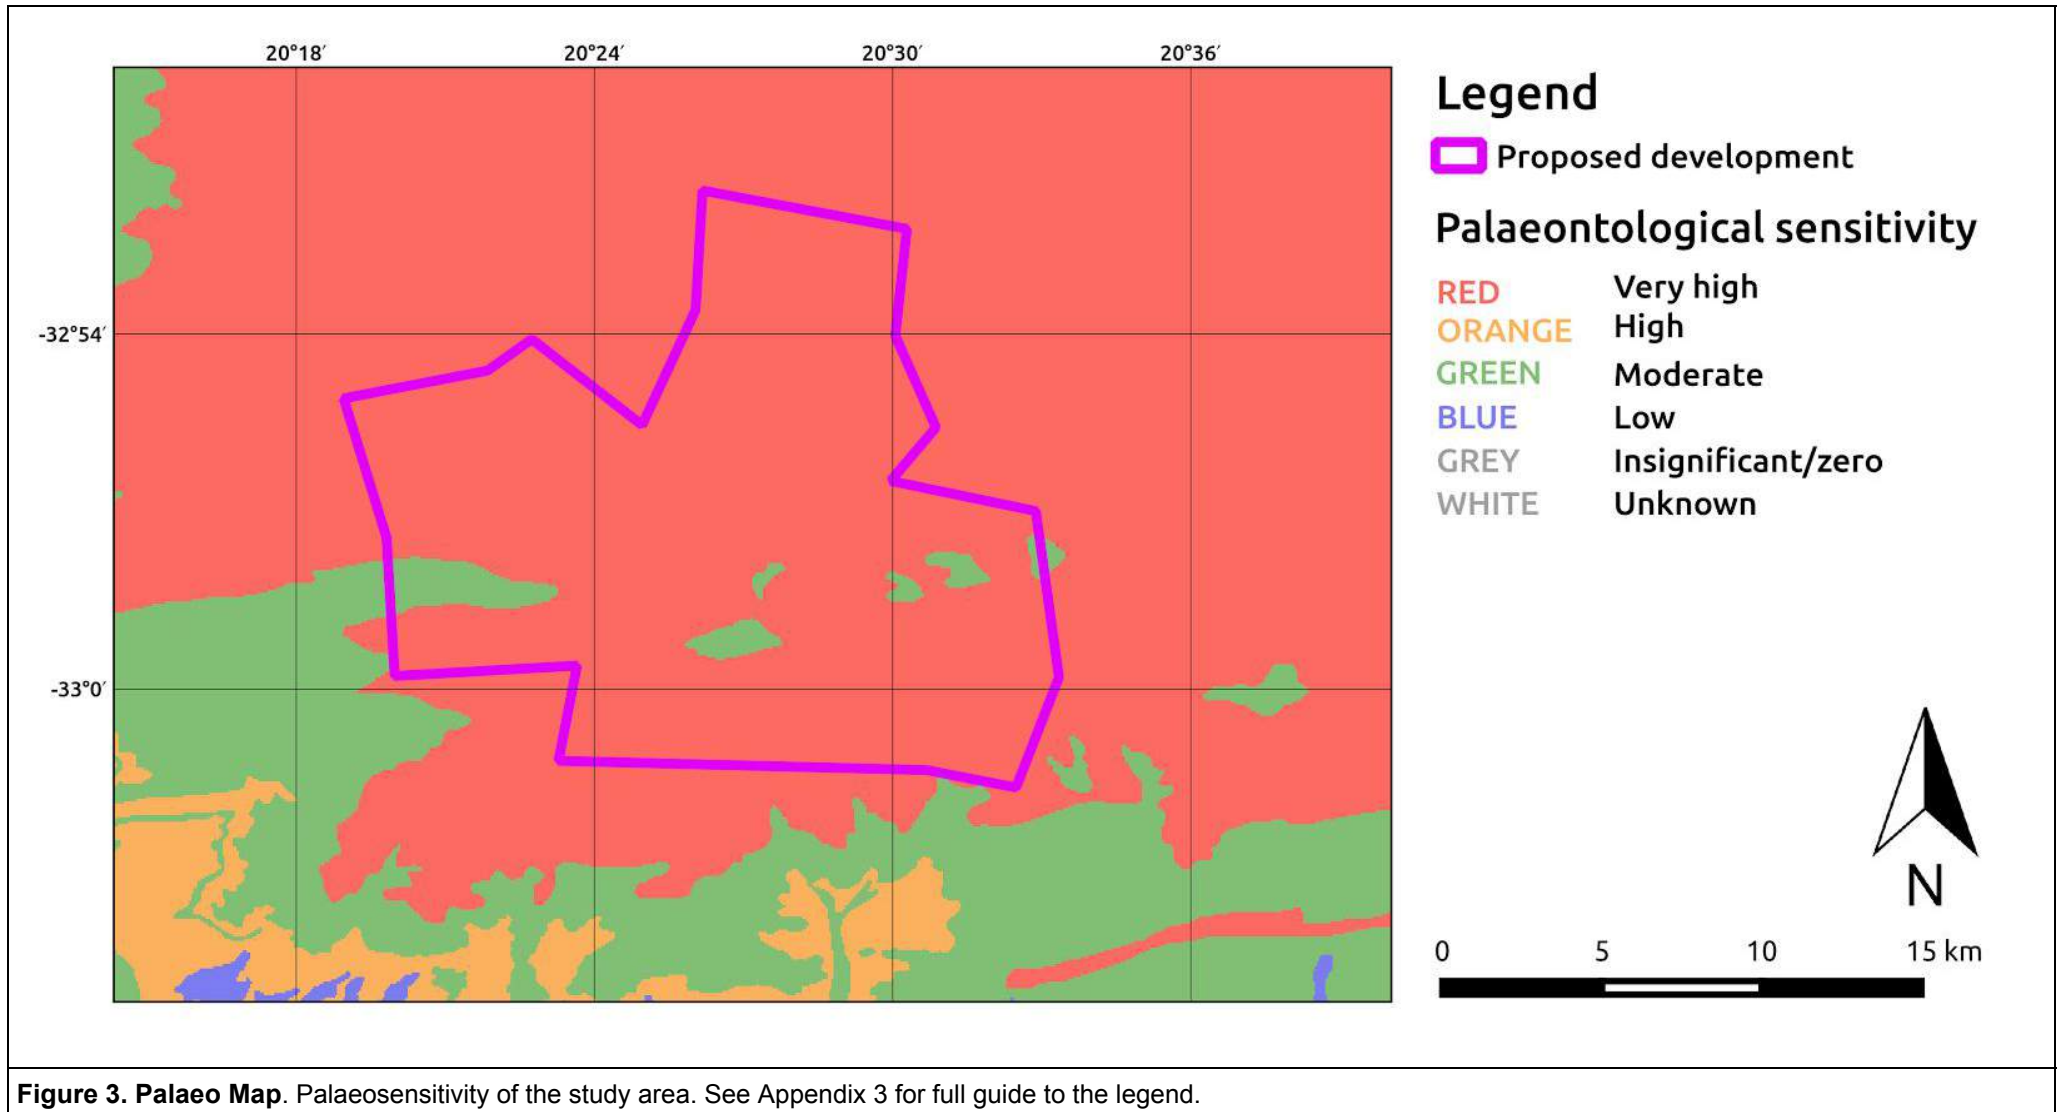 20°18′ 20°24′ 20°30′ 20°36′
-32°54′
-33°0′
Legend
Proposed development
Palaeontological sensitivity
RED Very high
ORANGE High
GREEN Moderate
BLUE Low
GREY Insignificant/zero
WHITE Unknown
N
0 5 10 15 km
Figure 3. Palaeo Map. Palaeosensitivity of the study area. See Appendix 3 for full guide to the legend.